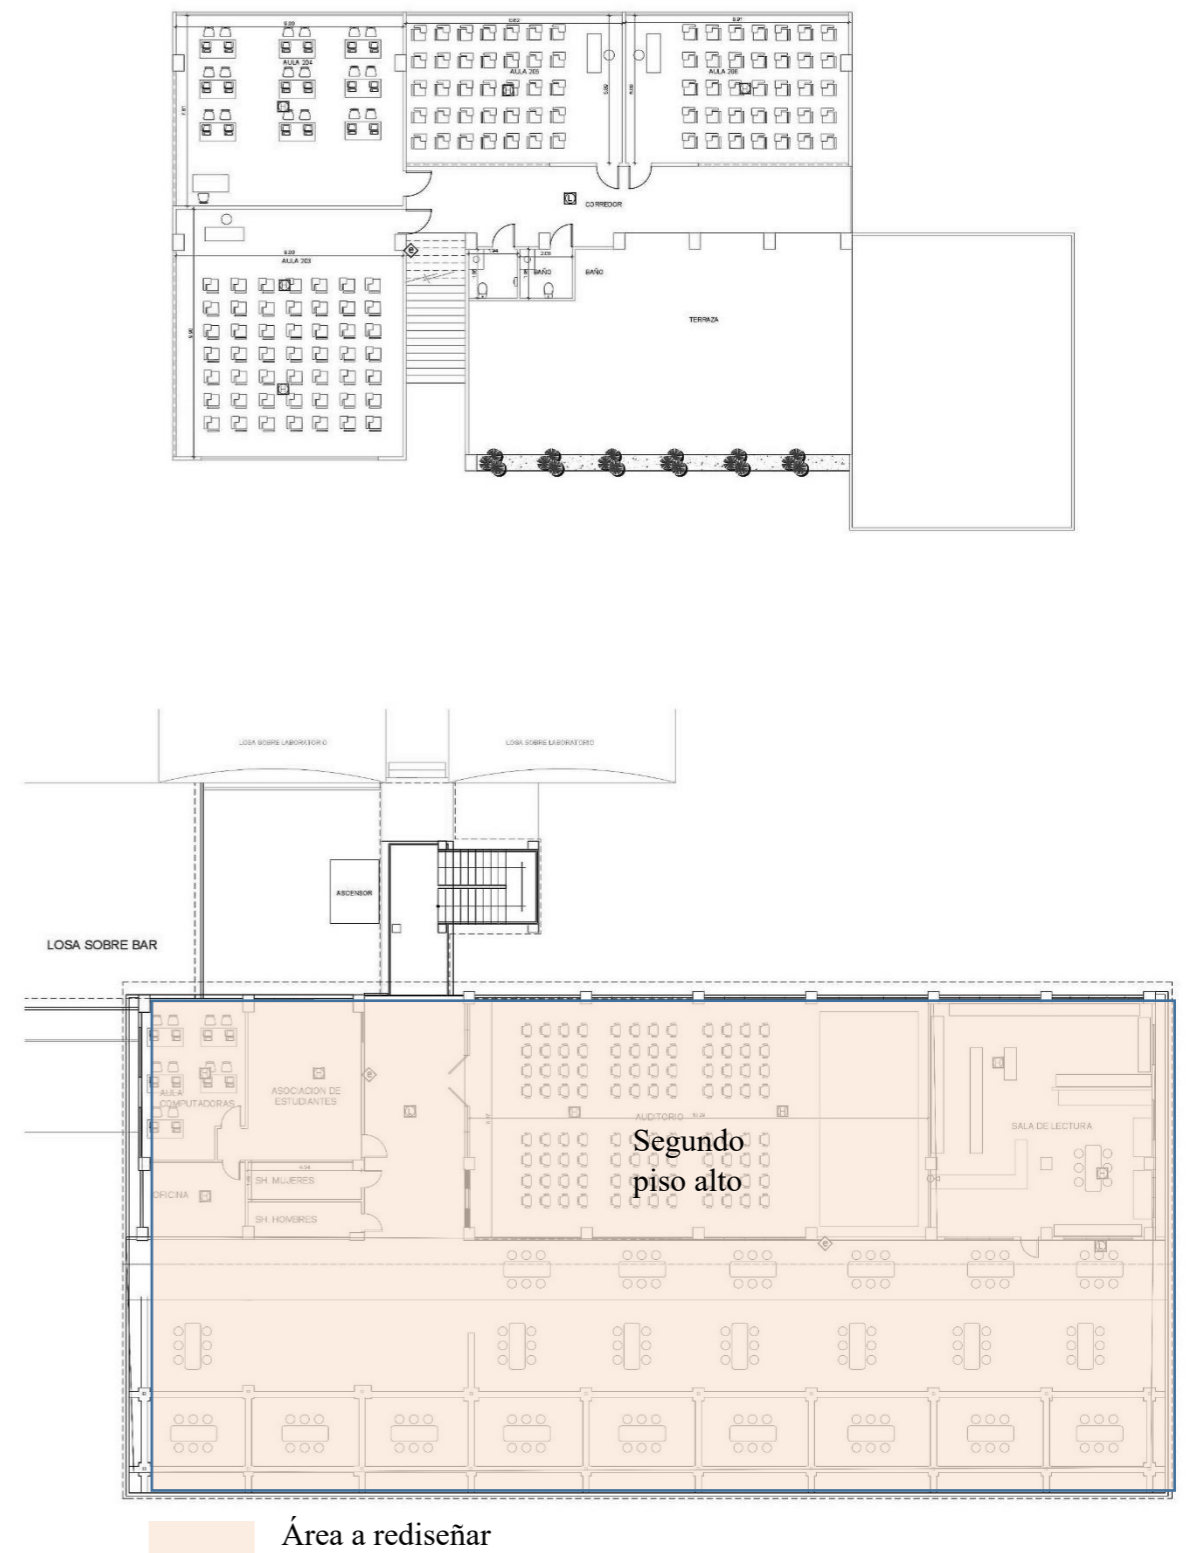 AULA 204
AULA 205
AULA 206
CORREDOR
AULA 203
BAÑO
BAÑO
TERRAZA
LOSA SOBRE LABORATORIO
LOSA SOBRE LABORATORIO
ASCENSOR
LOSA SOBRE BAR
AULA
COMPUTADORAS
ASOCIACION DE
ESTUDIANTES
AUDITORIO
SALA DE LECTURA
Segundo
piso alto
OFICINA
SH. MUJERES
SH. HOMBRES
Área a rediseñar